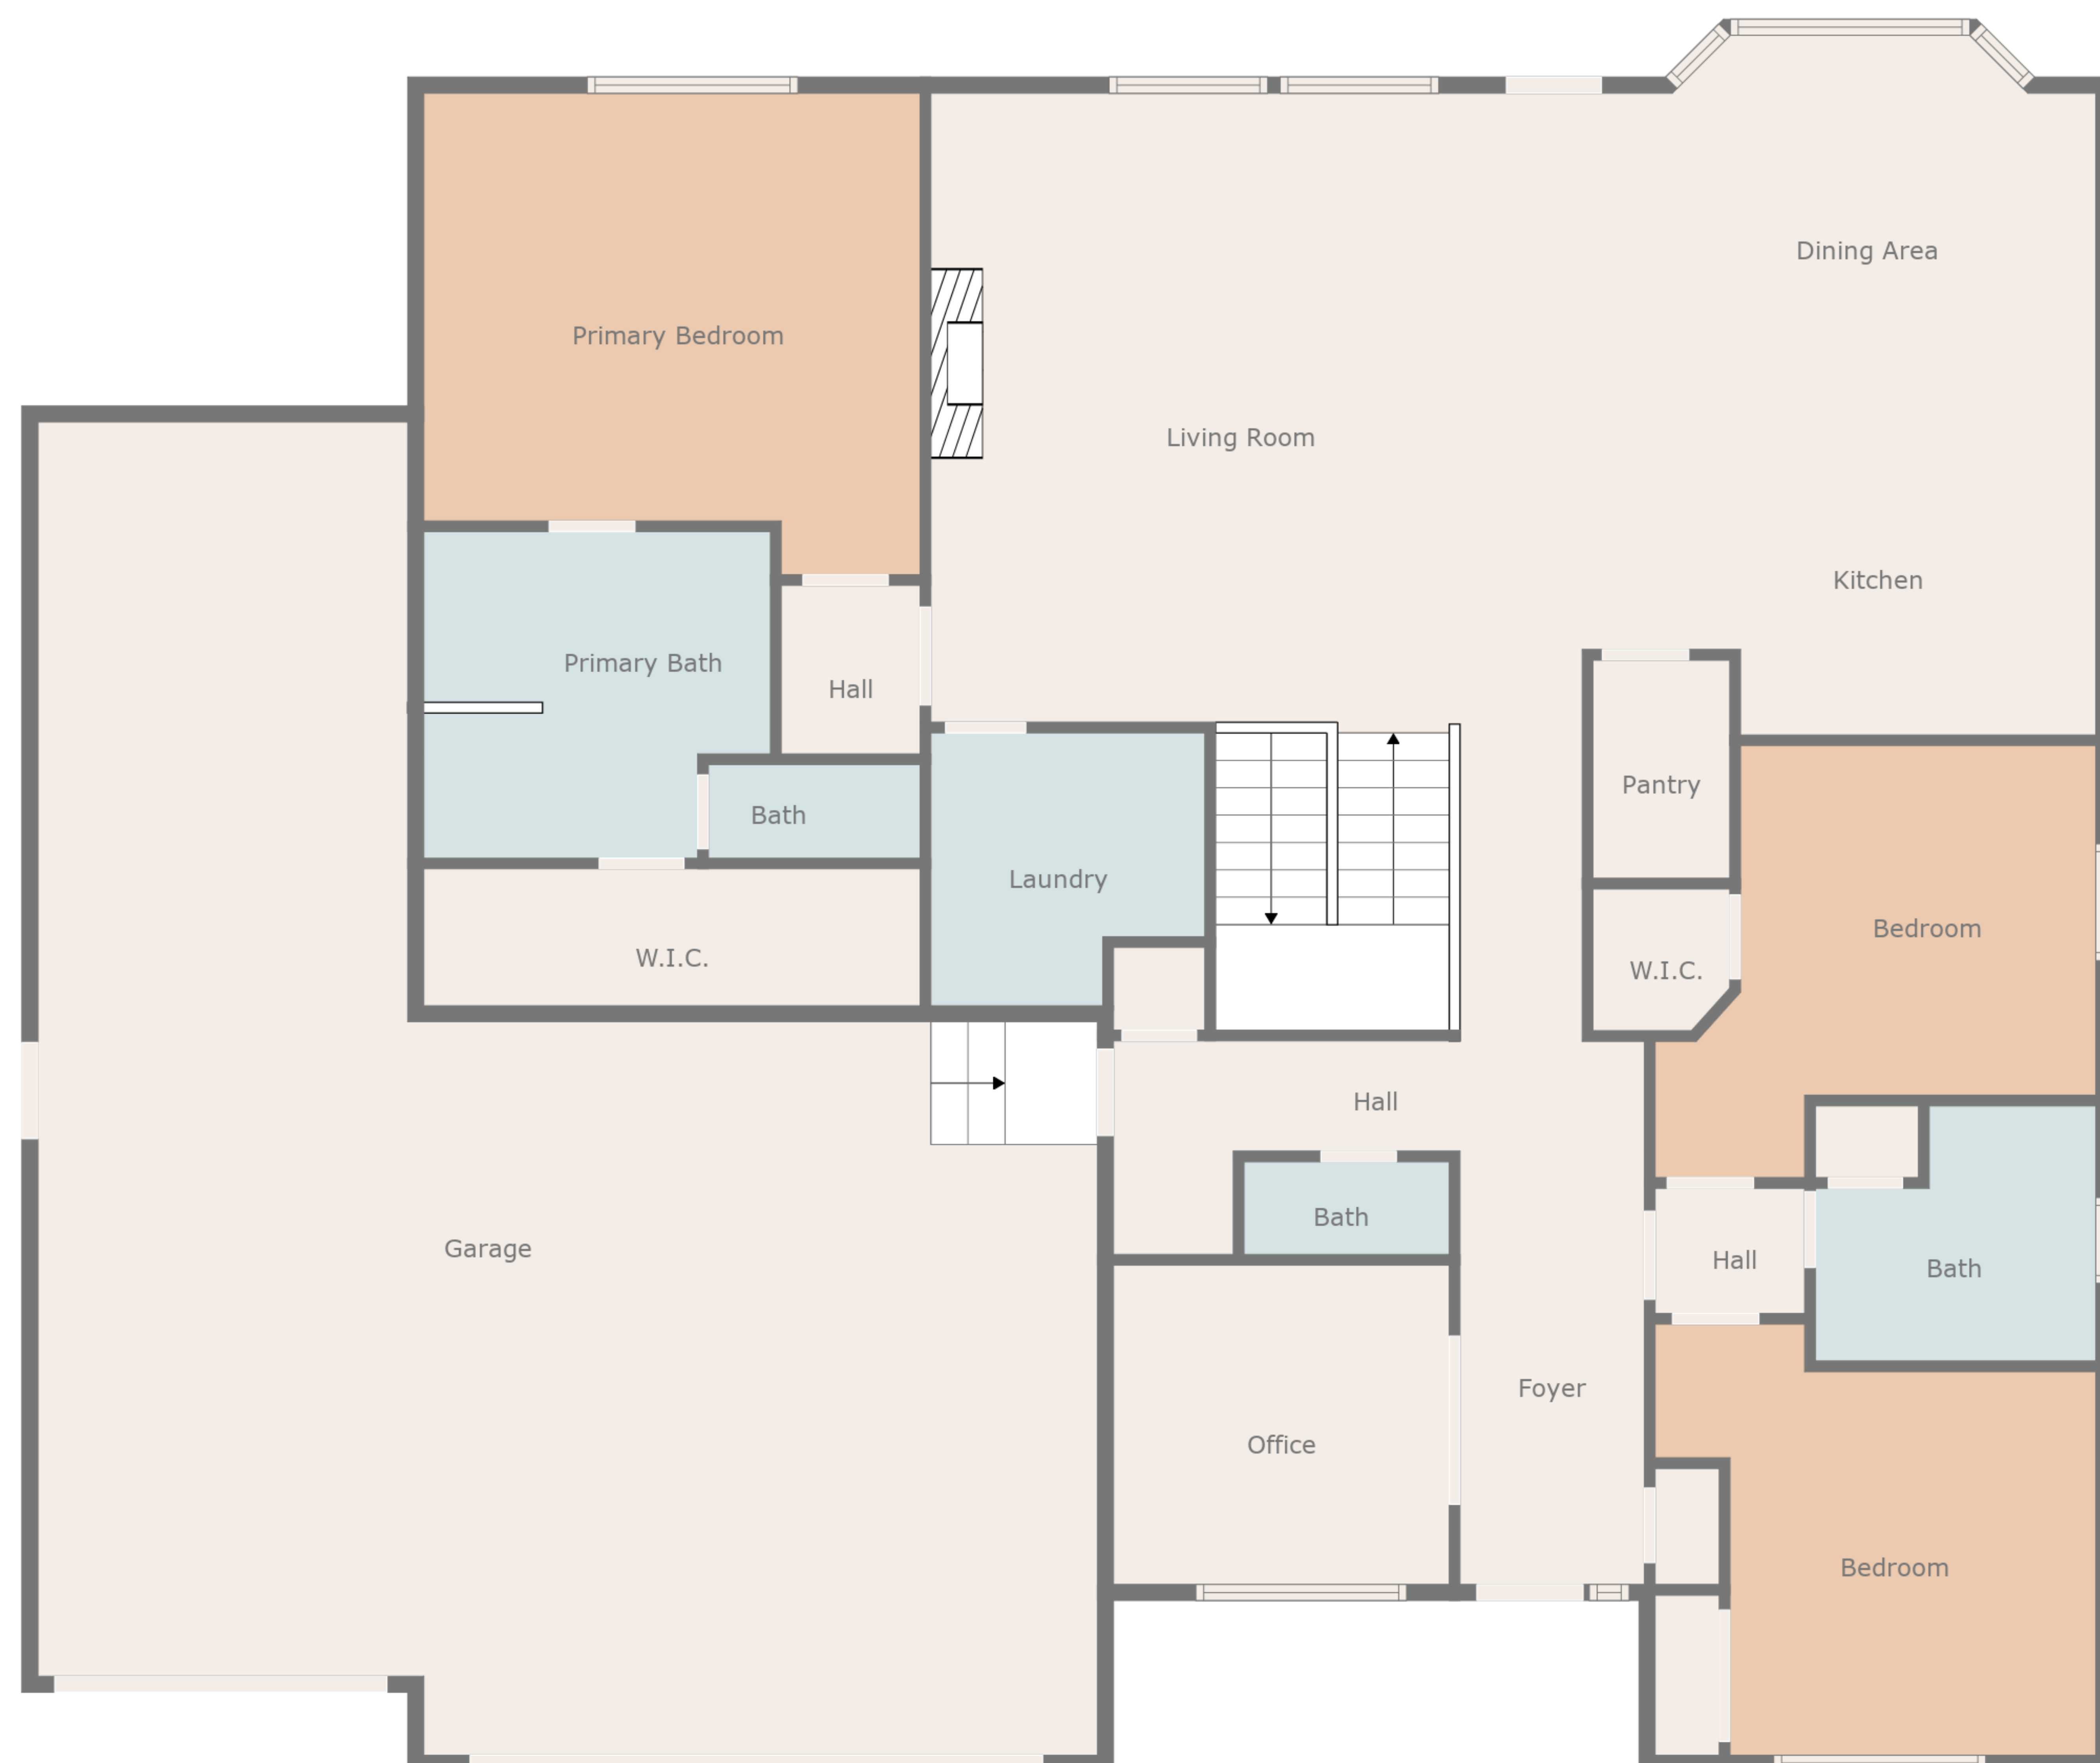 Dining Area
Primary Bedroom
Living Room
Kitchen
Primary Bath
Hall
Pantry
Bath
Laundry
Bedroom
W.I.C.
W.I.C.
Hall
Bath
Garage
Hall
Bath
Foyer
Office
Bedroom